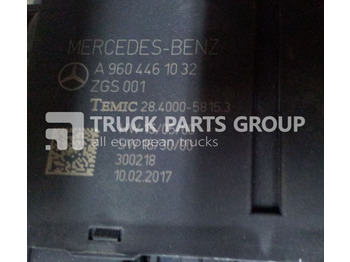 MERCEDES-BENZ
A 960 446 10 32
ZGS 001
TEMIC 28.4000-5815.3
TRUCK PARTS GROUP
all european trucks
300218
10.02.2017